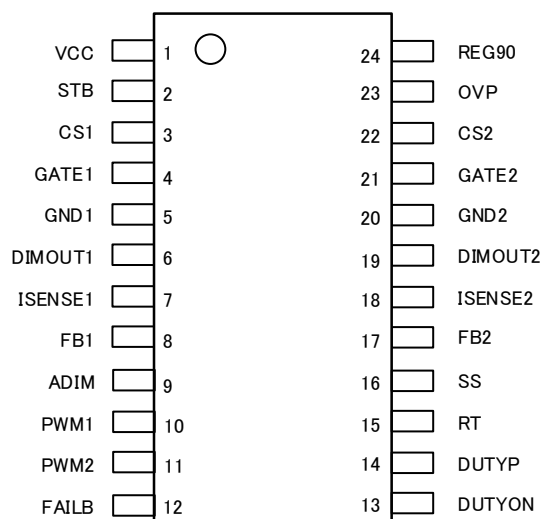 VCC 1 24 REG90
STB 2 23 OVP
CS1 3 22 CS2
GATE1 4 21 GATE2
GND1 5 20 GND2
DIMOUT1 6 19 DIMOUT2
ISENSE1 7 18 ISENSE2
FB1 8 17 FB2
ADIM 9 16 SS
PWM1 10 15 RT
PWM2 11 14 DUTYP
FAILB 12 13 DUTYON